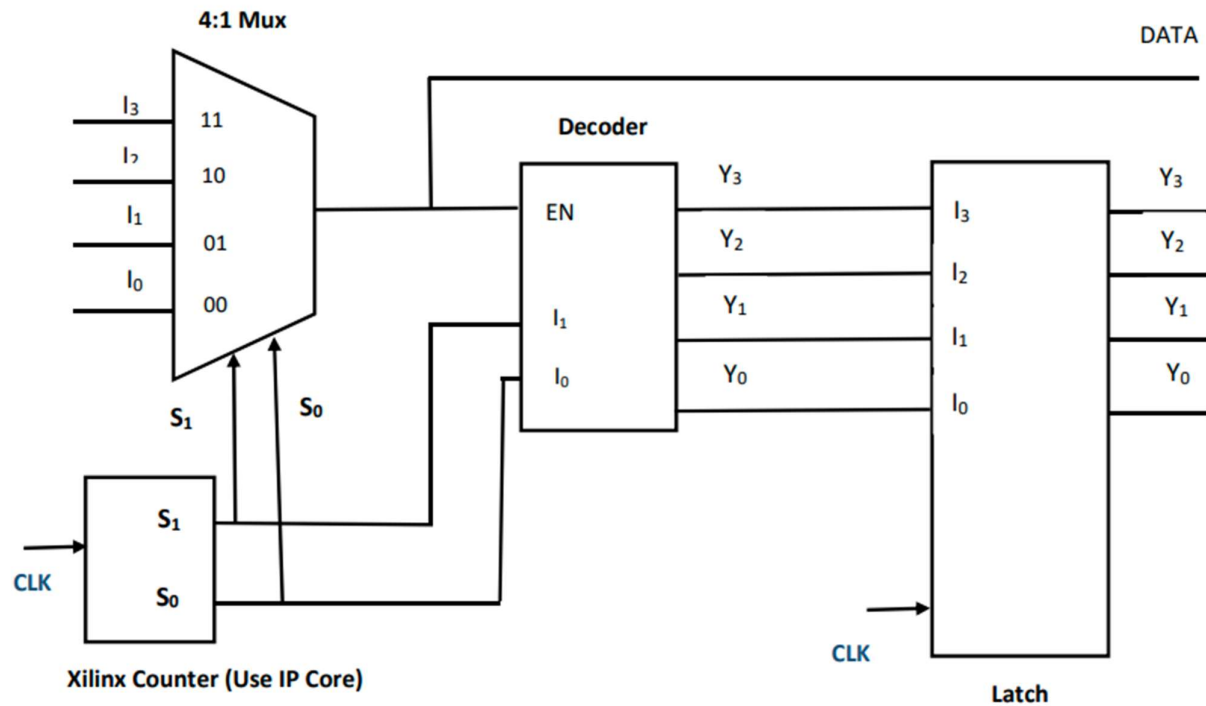 4:1 Mux
DATA
I₃
11
Decoder
I₂
10
Y₃
Y₃
EN
I₃
I₁
01
Y₂
Y₂
I₂
I₀
00
Y₁
Y₁
I₁
I₁
I₀
Y₀
Y₀
I₀
S₁
S₀
S₁
CLK
S₀
CLK
Xilinx Counter (Use IP Core)
Latch